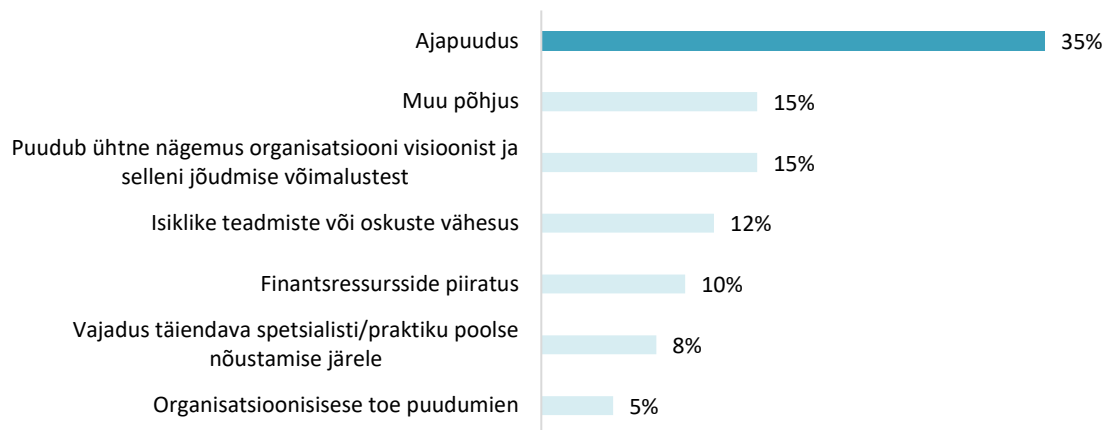 Ajapuudus 35%
Muu põhjus 15%
Puudub ühtne nägemus organisatsiooni visioonist ja
selleni jõudmise võimalustest 15%
Isiklike teadmiste või oskuste vähesus 12%
Finantsressursside piiratus 10%
Vajadus täiendava spetsialisti/praktiku poolse
nõustamise järele 8%
Organisatsioonisisese toe puudumien 5%